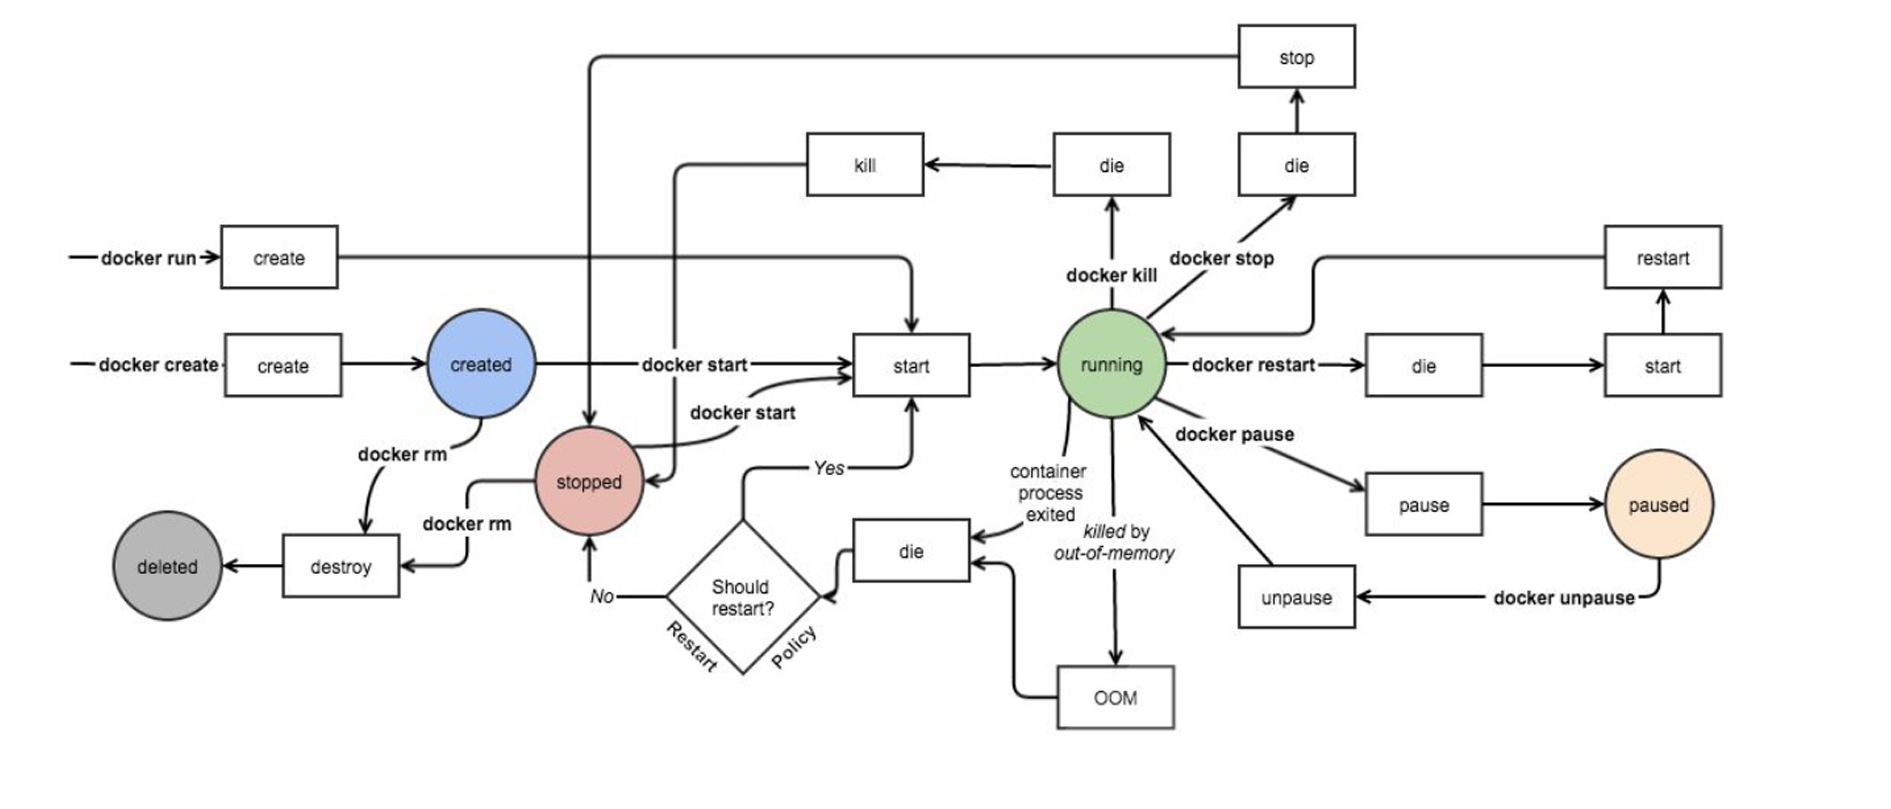 stop
kill
die
die
docker run
create
docker kill
docker stop
restart
docker create
create
created
docker start
start
running
docker restart
die
start
docker start
docker pause
docker rm
Yes
container
process
exited
stopped
pause
paused
docker rm
killed by
out-of-memory
die
deleted
destroy
Should
restart?
No
Restart
Policy
unpause
docker unpause
OOM